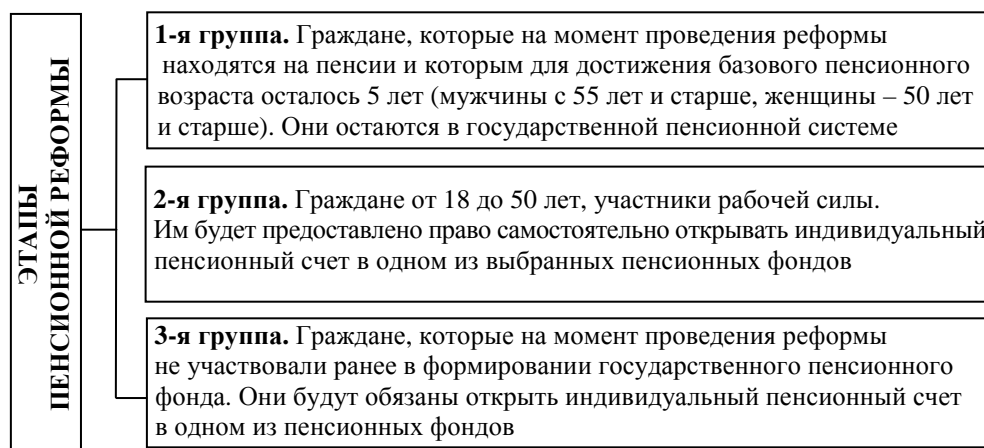 ЭТАПЫ
ПЕНСИОННОЙ РЕФОРМЫ
1-я группа. Граждане, которые на момент проведения реформы
находятся на пенсии и которым для достижения базового пенсионного
возраста осталось 5 лет (мужчины с 55 лет и старше, женщины – 50 лет
и старше). Они остаются в государственной пенсионной системе
2-я группа. Граждане от 18 до 50 лет, участники рабочей силы.
Им будет предоставлено право самостоятельно открывать индивидуальный
пенсионный счет в одном из выбранных пенсионных фондов
3-я группа. Граждане, которые на момент проведения реформы
не участвовали ранее в формировании государственного пенсионного
фонда. Они будут обязаны открыть индивидуальный пенсионный счет
в одном из пенсионных фондов